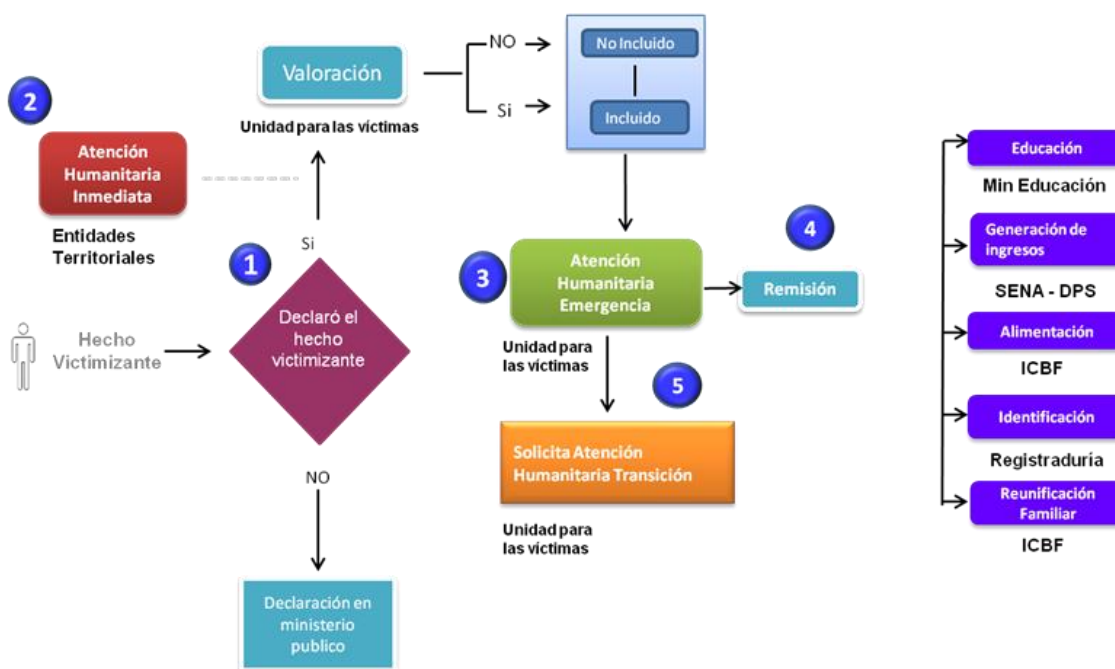 Valoración
Unidad para las víctimas
NO
Si
No Incluido
Incluido
2
Atención
Humanitaria
Inmediata
Entidades
Territoriales
1
Si
Hecho
Victimizante
Declaró el
hecho
victimizante
NO
Declaración en
ministerio
publico
3
Atención
Humanitaria
Emergencia
Unidad para
las víctimas
4
Remisión
5
Solicita Atención
Humanitaria Transición
Unidad para
las víctimas
Educación
Min Educación
Generación de
ingresos
SENA - DPS
Alimentación
ICBF
Identificación
Registraduría
Reunificación
Familiar
ICBF